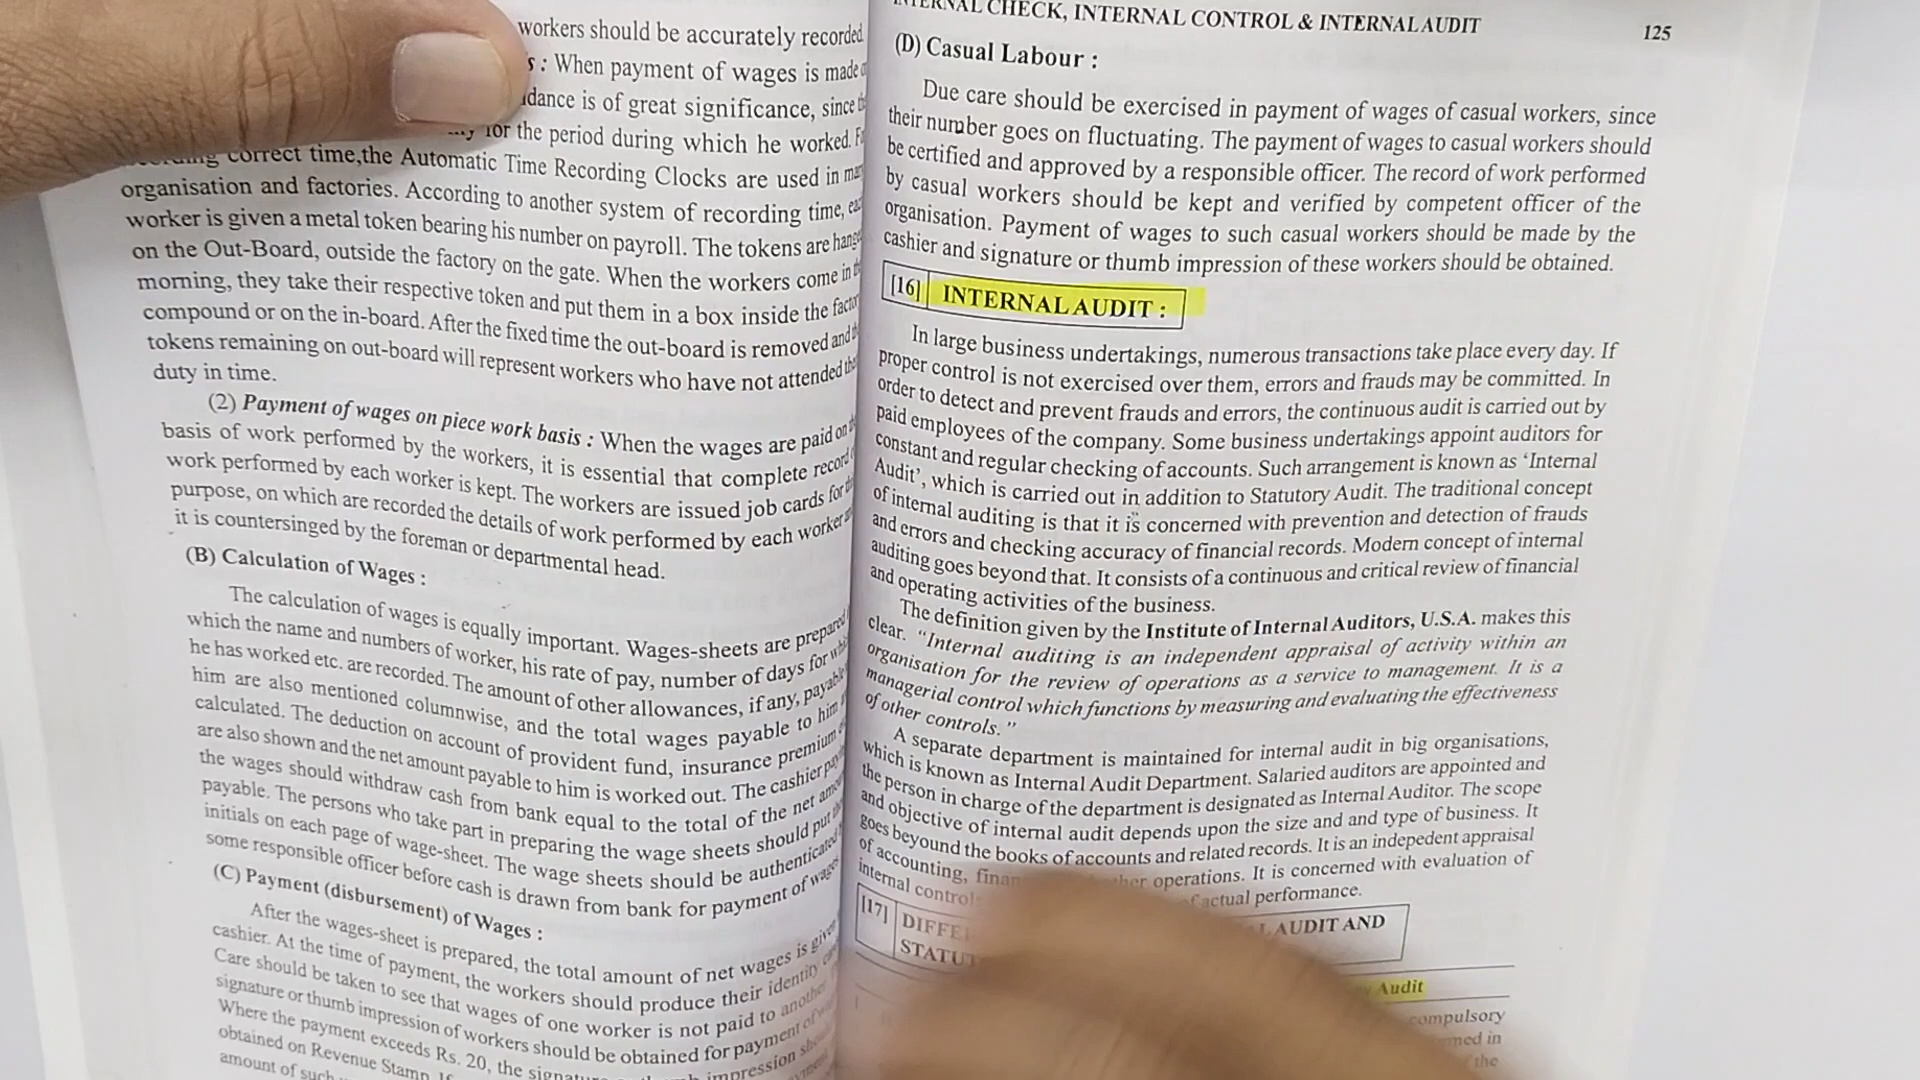 workers should be accurately recorded.
: When payment of wages is made
is of great significance, since
for the period during which he worked.
correct time,the Automatic Time Recording Clocks are used in
organisation and factories. According to another system of recording time,
worker is given a metal token bearing his number on payroll. The tokens are
on the Out-Board, outside the factory on the gate. When the workers come in
morning, they take their respective token and put them in a box inside the
compound or on the in-board. After the fixed time the out-board is removed and
tokens remaining on out-board will represent workers who have not attended
duty in time.
(2) Payment of wages on piece work basis : When the wages are paid on
basis of work performed by the workers, it is essential that complete record
work performed by each worker is kept. The workers are issued job cards for
purpose, on which are recorded the details of work performed by each worker
it is countersinged by the foreman or departmental head.
(B) Calculation of Wages :
The calculation of wages is equally important. Wages-sheets are prepared
which the name and numbers of worker, his rate of pay, number of days for
he has worked etc. are recorded. The amount of other allowances, if any,
him are also mentioned columnwise, and the total wages payable to him
calculated. The deduction on account of provident fund, insurance premium
are also shown and the net amount payable to him is worked out. The cashier
the wages should withdraw cash from bank equal to the total of the net
payable. The persons who take part in preparing the wage sheets should put
initials on each page of wage-sheet. The wage sheets should be authenticated
some responsible officer before cash is drawn from bank for payment of
(C) Payment (disbursement) of Wages :
After the wages-sheet is prepared, the total amount of net wages is
cashier. At the time of payment, the workers should produce their identity
Care should be taken to see that wages of one worker is not paid to another
signature or thumb impression of workers should be obtained for payment of
Where the payment exceeds Rs. 20, the
obtained on Revenue Stamp.
amount of such
INTERNAL CHECK, INTERNAL CONTROL & INTERNAL AUDIT 125
(D) Casual Labour :
Due care should be exercised in payment of wages of casual workers, since
their number goes on fluctuating. The payment of wages to casual workers should
be certified and approved by a responsible officer. The record of work performed
by casual workers should be kept and verified by competent officer of the
organisation. Payment of wages to such casual workers should be made by the
cashier and signature or thumb impression of these workers should be obtained.
[16] INTERNAL AUDIT :
In large business undertakings, numerous transactions take place every day. If
proper control is not exercised over them, errors and frauds may be committed. In
order to detect and prevent frauds and errors, the continuous audit is carried out by
paid employees of the company. Some business undertakings appoint auditors for
constant and regular checking of accounts. Such arrangement is known as ‘Internal
Audit’, which is carried out in addition to Statutory Audit. The traditional concept
of internal auditing is that it is concerned with prevention and detection of frauds
and errors and checking accuracy of financial records. Modern concept of internal
auditing goes beyond that. It consists of a continuous and critical review of financial
and operating activities of the business.
The definition given by the Institute of Internal Auditors, U.S.A. makes this
clear. "Internal auditing is an independent appraisal of activity within an
organisation for the review of operations as a service to management. It is a
managerial control which functions by measuring and evaluating the effectiveness
of other controls."
A separate department is maintained for internal audit in big organisations,
which is known as Internal Audit Department. Salaried auditors are appointed and
the person in charge of the department is designated as Internal Auditor. The scope
and objective of internal audit depends upon the size and and type of business. It
goes beyound the books of accounts and related records. It is an indepedent appraisal
of accounting, operations. It is concerned with evaluation of
internal actual performance.
[17] AUDIT AND
Audit
compulsory
in
the